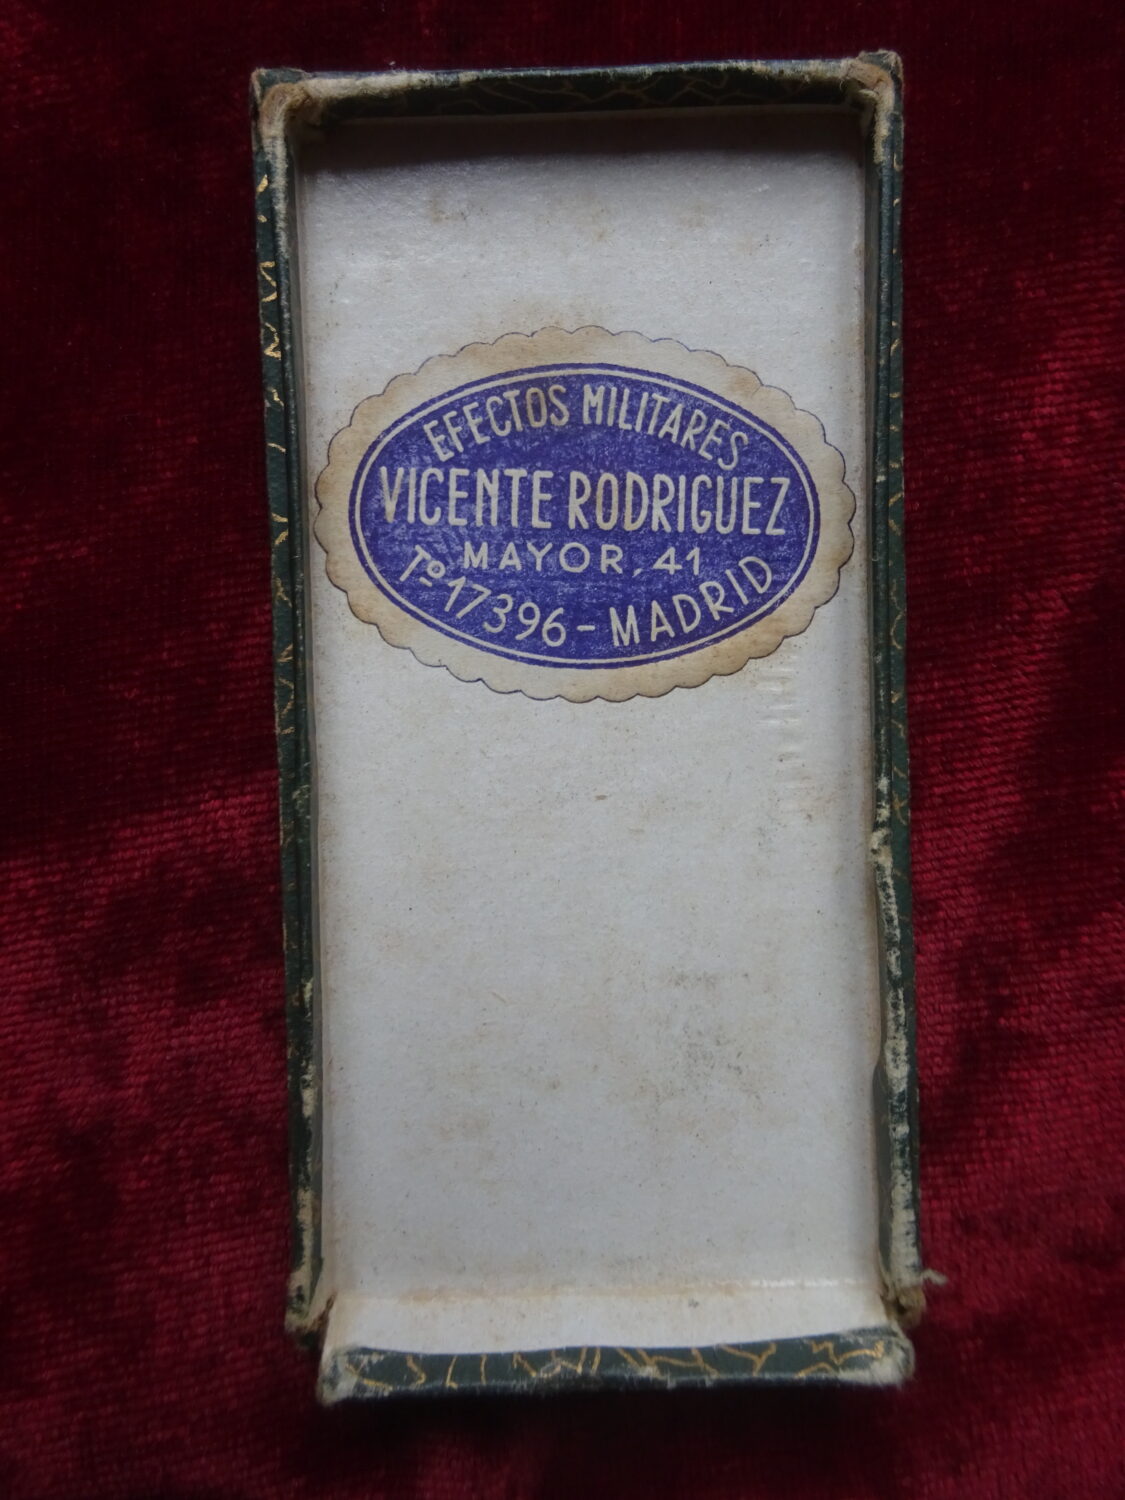 EFECTOS MILITARES
VICENTE RODRIGUEZ
MAYOR, 41
Tº 17396 - MADRID